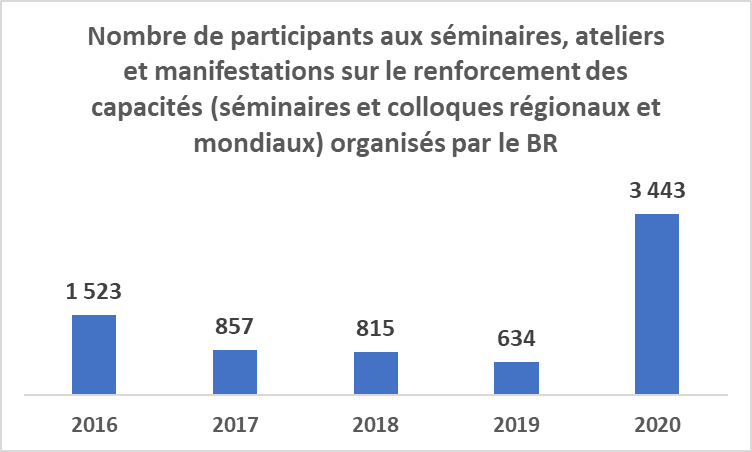 Nombre de participants aux séminaires, ateliers
et manifestations sur le renforcement des
capacités (séminaires et colloques régionaux et
mondiaux) organisés par le BR
3 443
1 523
857
815
634
2016
2017
2018
2019
2020